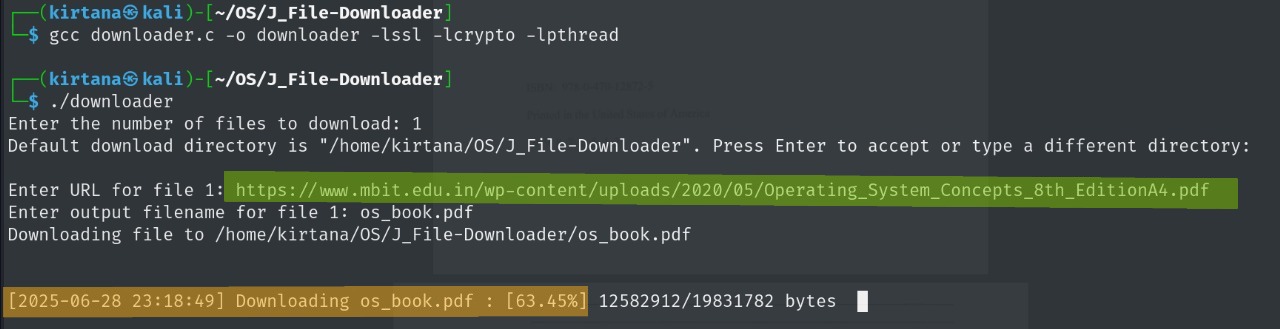 ┌──(kirtana㉿kali)-[~/OS/J_File-Downloader]
└─$ gcc downloader.c -o downloader -lssl -lcrypto -lpthread
┌──(kirtana㉿kali)-[~/OS/J_File-Downloader]
└─$ ./downloader
Enter the number of files to download: 1
Default download directory is "/home/kirtana/OS/J_File-Downloader". Press Enter to accept or type a different directory:
Enter URL for file 1: https://www.mbit.edu.in/wp-content/uploads/2020/05/Operating_System_Concepts_8th_EditionA4.pdf
Enter output filename for file 1: os_book.pdf
Downloading file to /home/kirtana/OS/J_File-Downloader/os_book.pdf
[2025-06-28 23:18:49] Downloading os_book.pdf : [63.45%] 12582912/19831782 bytes